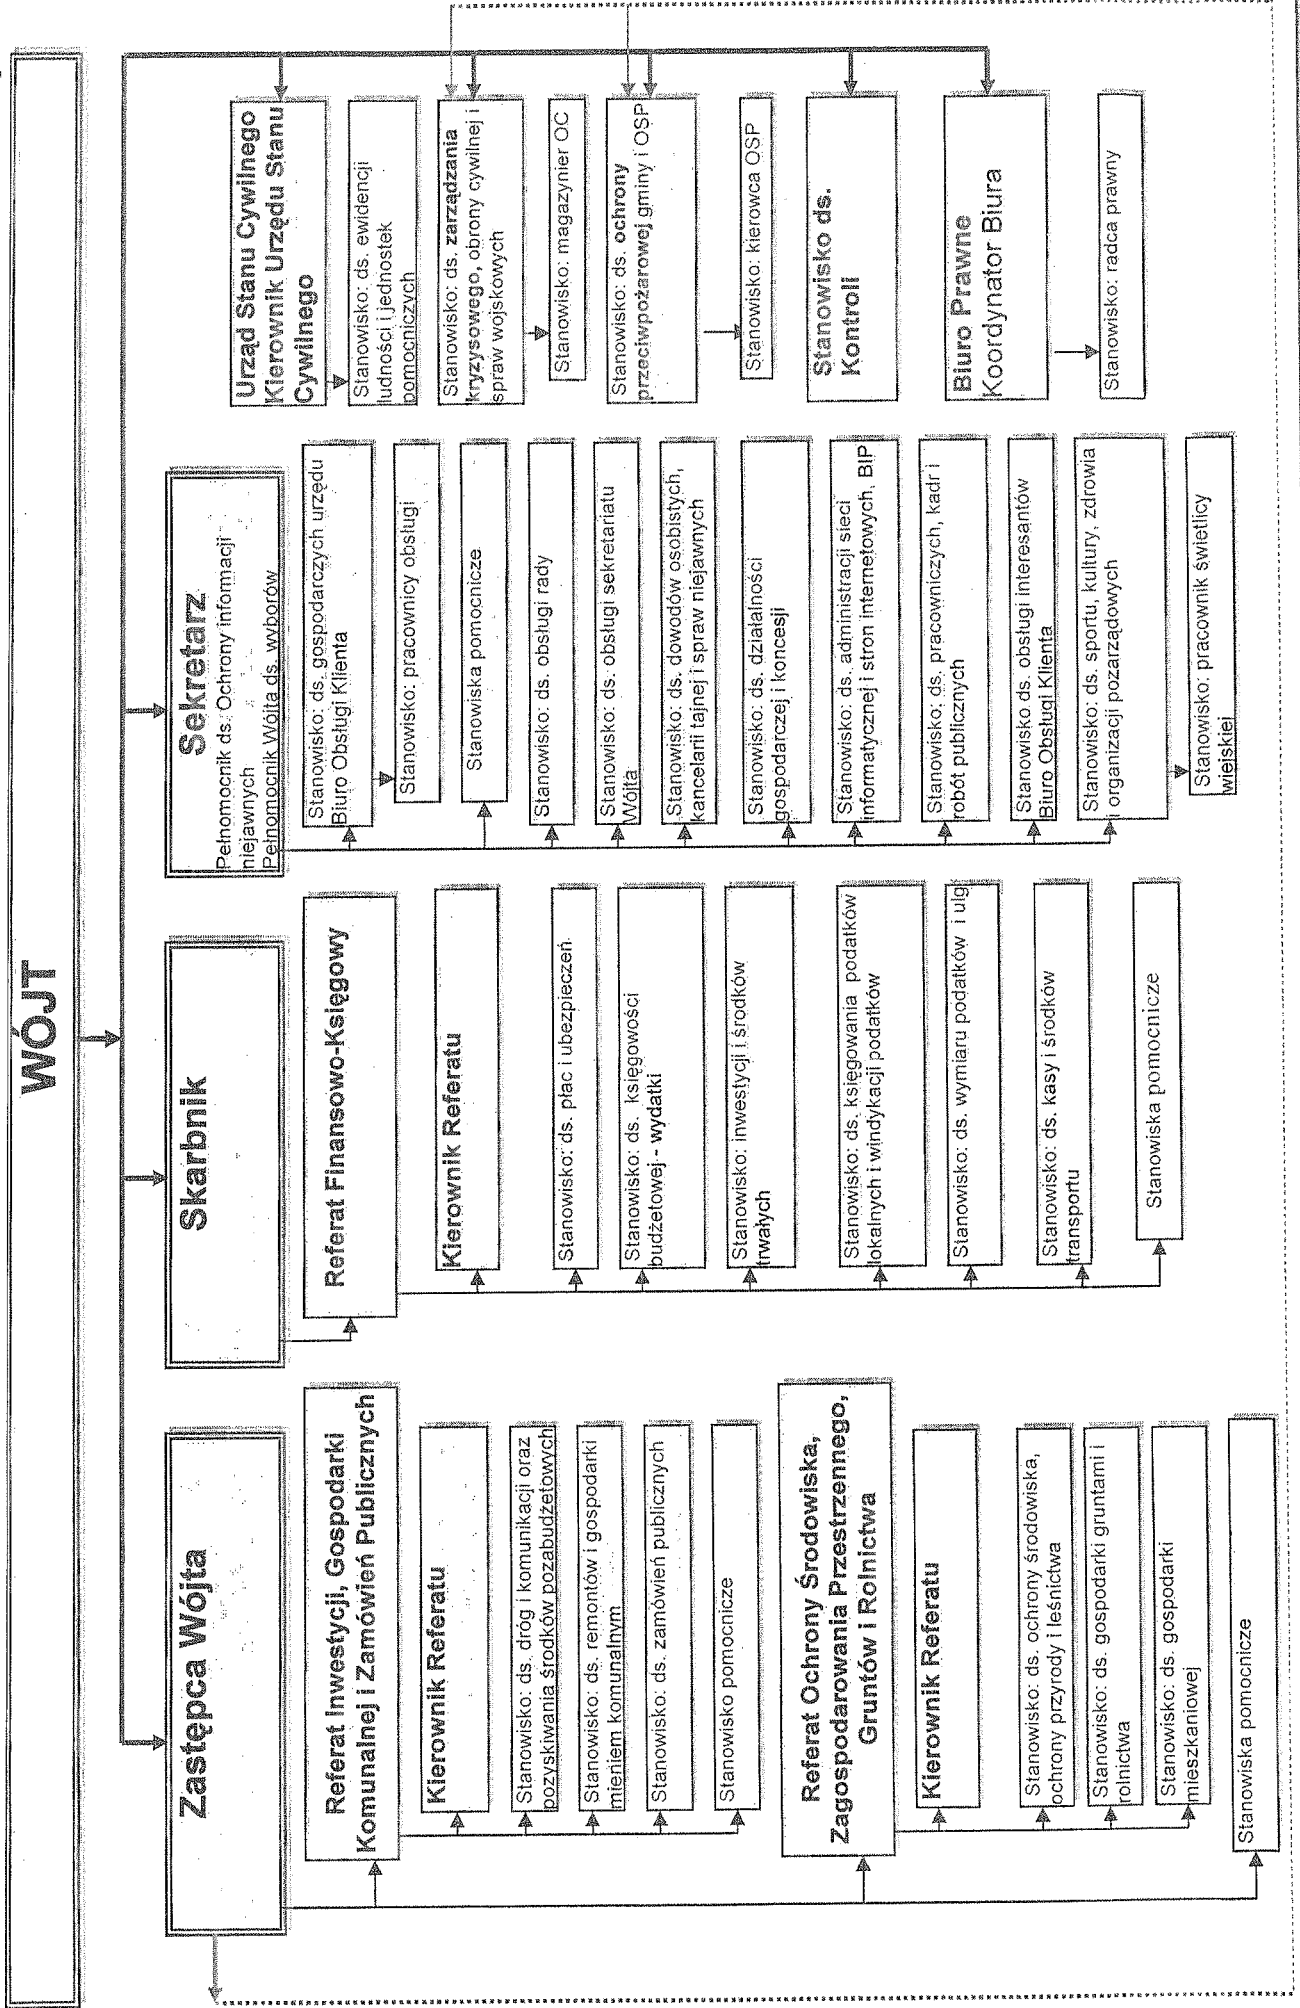 WÓJT
Zastępca Wójta
Referat Inwestycji, Gospodarki
Komunalnej i Zamówień Publicznych
Kierownik Referatu
Stanowisko: ds. dróg i komunikacji oraz
pozyskiwania środków pozabudżetowych
Stanowisko: ds. remontów i gospodarki
mieniem komunalnym
Stanowisko: ds. zamówień publicznych
Stanowisko pomocnicze
Referat Ochrony Środowiska,
Zagospodarowania Przestrzennego,
Gruntów i Rolnictwa
Kierownik Referatu
Stanowisko: ds. ochrony środowiska,
ochrony przyrody i leśnictwa
Stanowisko: ds. gospodarki gruntami i
rolnictwa
Stanowisko: ds. gospodarki
mieszkaniowej
Stanowiska pomocnicze
Skarbnik
Referat Finansowo-Księgowy
Kierownik Referatu
Stanowisko: ds. płac i ubezpieczeń
Stanowisko: ds. księgowości
budżetowej - wydatki
Stanowisko: inwestycji i środków
trwałych
Stanowisko: ds. księgowania podatków
lokalnych i windykacji podatków
Stanowisko: ds. wymiaru podatków i ulg
Stanowisko: ds. kasy i środków
transportu
Stanowiska pomocnicze
Sekretarz
Pełnomocnik ds. Ochrony informacji
niejawnych
Pełnomocnik Wójta ds. wyborów
Stanowisko: ds. gospodarczych urzędu
Biuro Obsługi Klienta
Stanowisko: pracownicy obsługi
Stanowiska pomocnicze
Stanowisko: ds. obsługi rady
Stanowisko: ds. obsługi sekretariatu
Wójta
Stanowisko: ds. dowodów osobistych,
kancelarii tajnej i spraw niejawnych
Stanowisko: ds. działalności
gospodarczej i koncesji
Stanowisko: ds. administracji sieci
informatycznej i stron internetowych, BIP
Stanowisko: ds. pracowniczych, kadr i
robót publicznych
Stanowisko ds. obsługi interesantów
Biuro Obsługi Klienta
Stanowisko: ds. sportu, kultury, zdrowia
i organizacji pozarządowych
Stanowisko: pracownik świetlicy
wiejskiej
Urząd Stanu Cywilnego
Kierownik Urzędu Stanu
Cywilnego
Stanowisko: ds. ewidencji
ludności i jednostek
pomocniczych
Stanowisko: ds. zarządzania
kryzysowego, obrony cywilnej i
spraw wojskowych
Stanowisko: magazynier OC
Stanowisko: ds. ochrony
przeciwpożarowej gminy i OSP
Stanowisko: kierowca OSP
Stanowisko ds.
Kontroli
Biuro Prawne
Koordynator Biura
Stanowisko: radca prawny